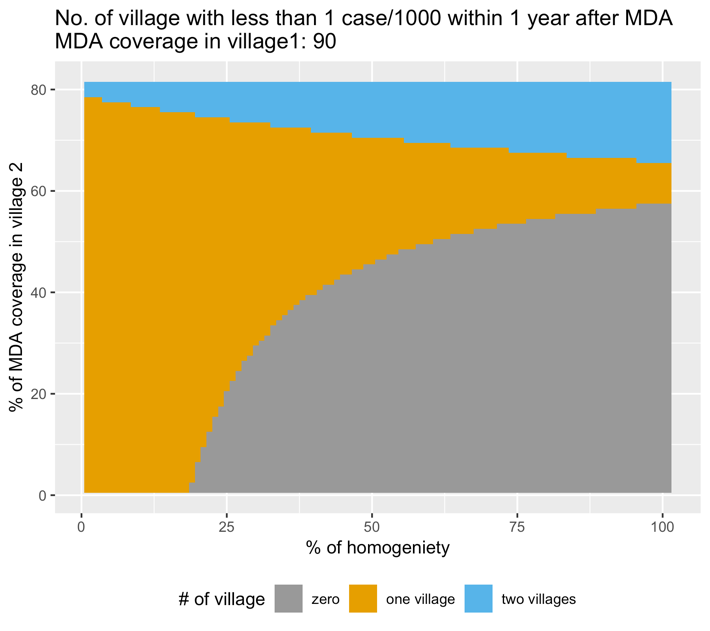 No. of village with less than 1 case/1000 within 1 year after MDA
MDA coverage in village1: 90
% of MDA coverage in village 2
80
60
40
20
0
0 25 50 75 100
% of homogeniety
# of village zero one village two villages